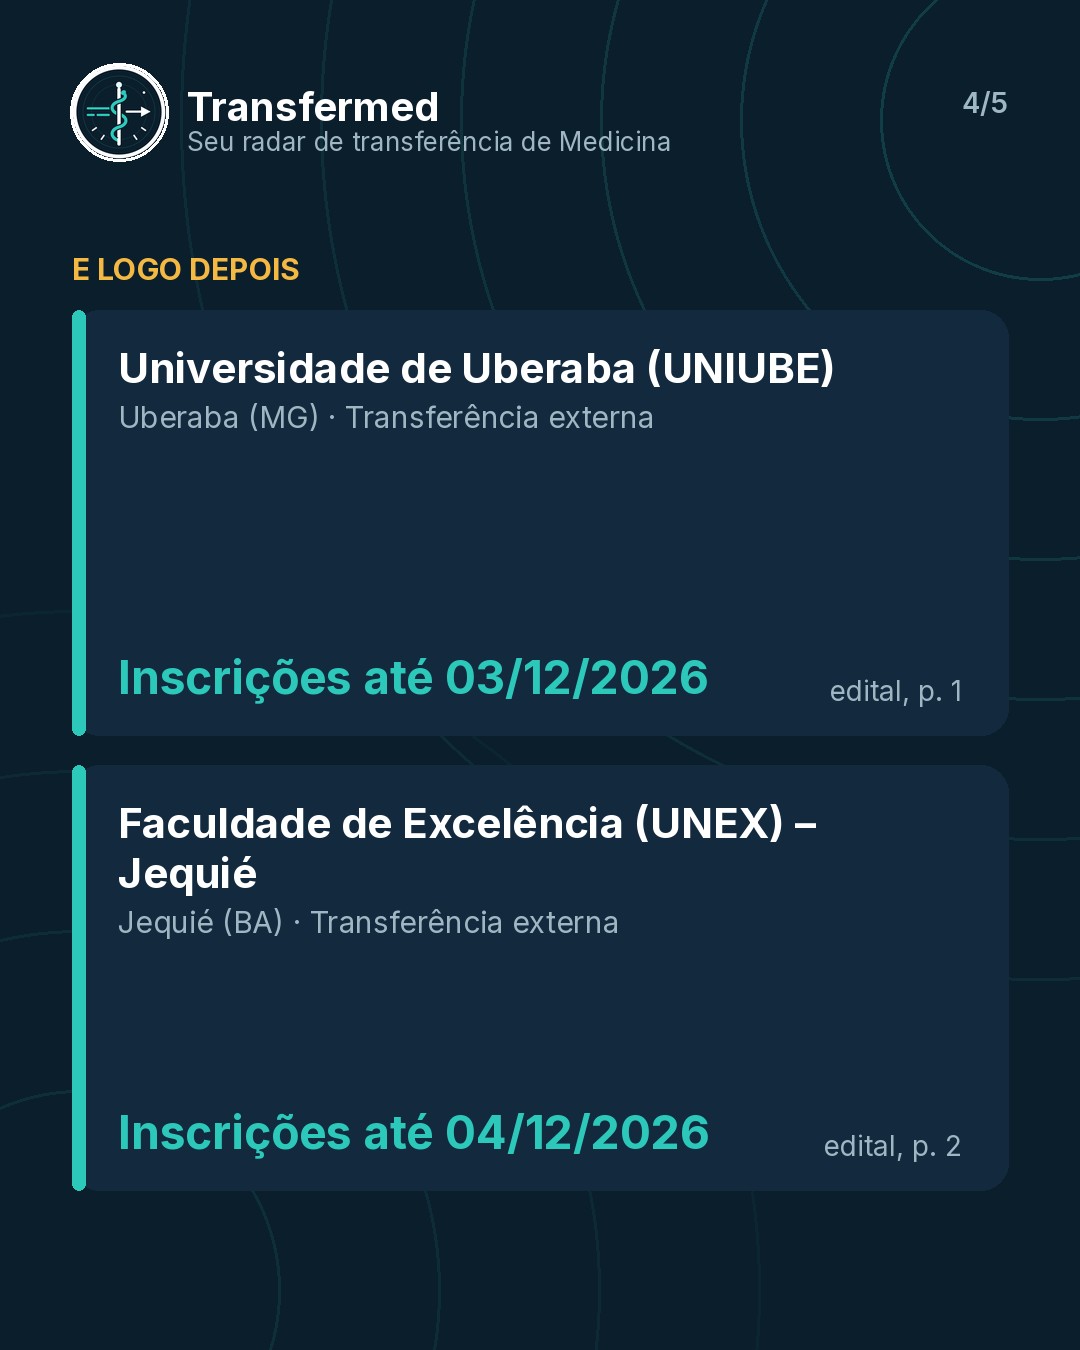 Transfermed
Seu radar de transferência de Medicina
4/5
E LOGO DEPOIS
Universidade de Uberaba (UNIUBE)
Uberaba (MG) · Transferência externa
Inscrições até 03/12/2026
edital, p. 1
Faculdade de Excelência (UNEX) –
Jequié
Jequié (BA) · Transferência externa
Inscrições até 04/12/2026
edital, p. 2